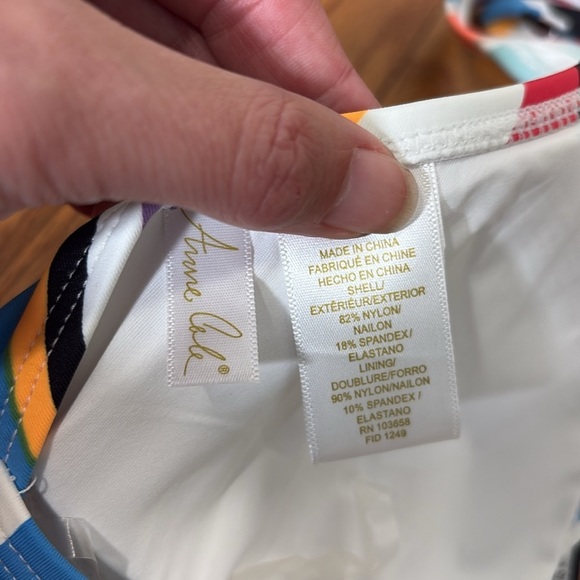 Anne Cole®
MADE IN CHINA
FABRIQUÉ EN CHINE
HECHO EN CHINA
SHELL/
EXTÉRIEUR/EXTERIOR
82% NYLON/
NAILON
18% SPANDEX/
ELASTANO
LINING/
DOUBLURE/FORRO
90% NYLON/NAILON
10% SPANDEX /
ELASTANO
RN 103858
FID 1249